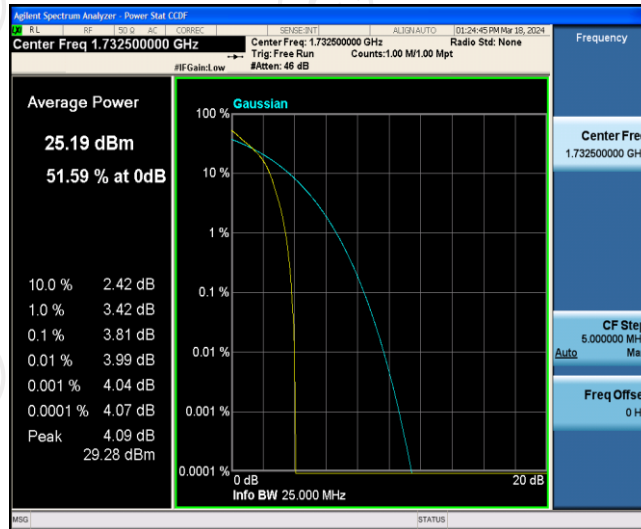 Agilent Spectrum Analyzer - Power Stat CCDF
RL RF 50 Ω AC CORREC SENSE:INT ALIGNAUTO 01:24:45 PM Mar 18, 2024
Center Freq 1.732500000 GHz
Center Freq: 1.732500000 GHz Radio Std: None
Trig: Free Run Counts:1.00 M/1.00 Mpt
#IFGain:Low #Atten: 46 dB
Frequency
Average Power
25.19 dBm
51.59 % at 0dB
10.0 % 2.42 dB
1.0 % 3.42 dB
0.1 % 3.81 dB
0.01 % 3.99 dB
0.001 % 4.04 dB
0.0001 % 4.07 dB
Peak 4.09 dB
29.28 dBm
Gaussian
100 %
10 %
1 %
0.1 %
0.01 %
0.001 %
0.0001 %
0 dB 20 dB
Info BW 25.000 MHz
Center Fre
1.732500000 GH
CF Step
5.000000 MH
Auto Ma
Freq Offse
0 H
MSG STATUS